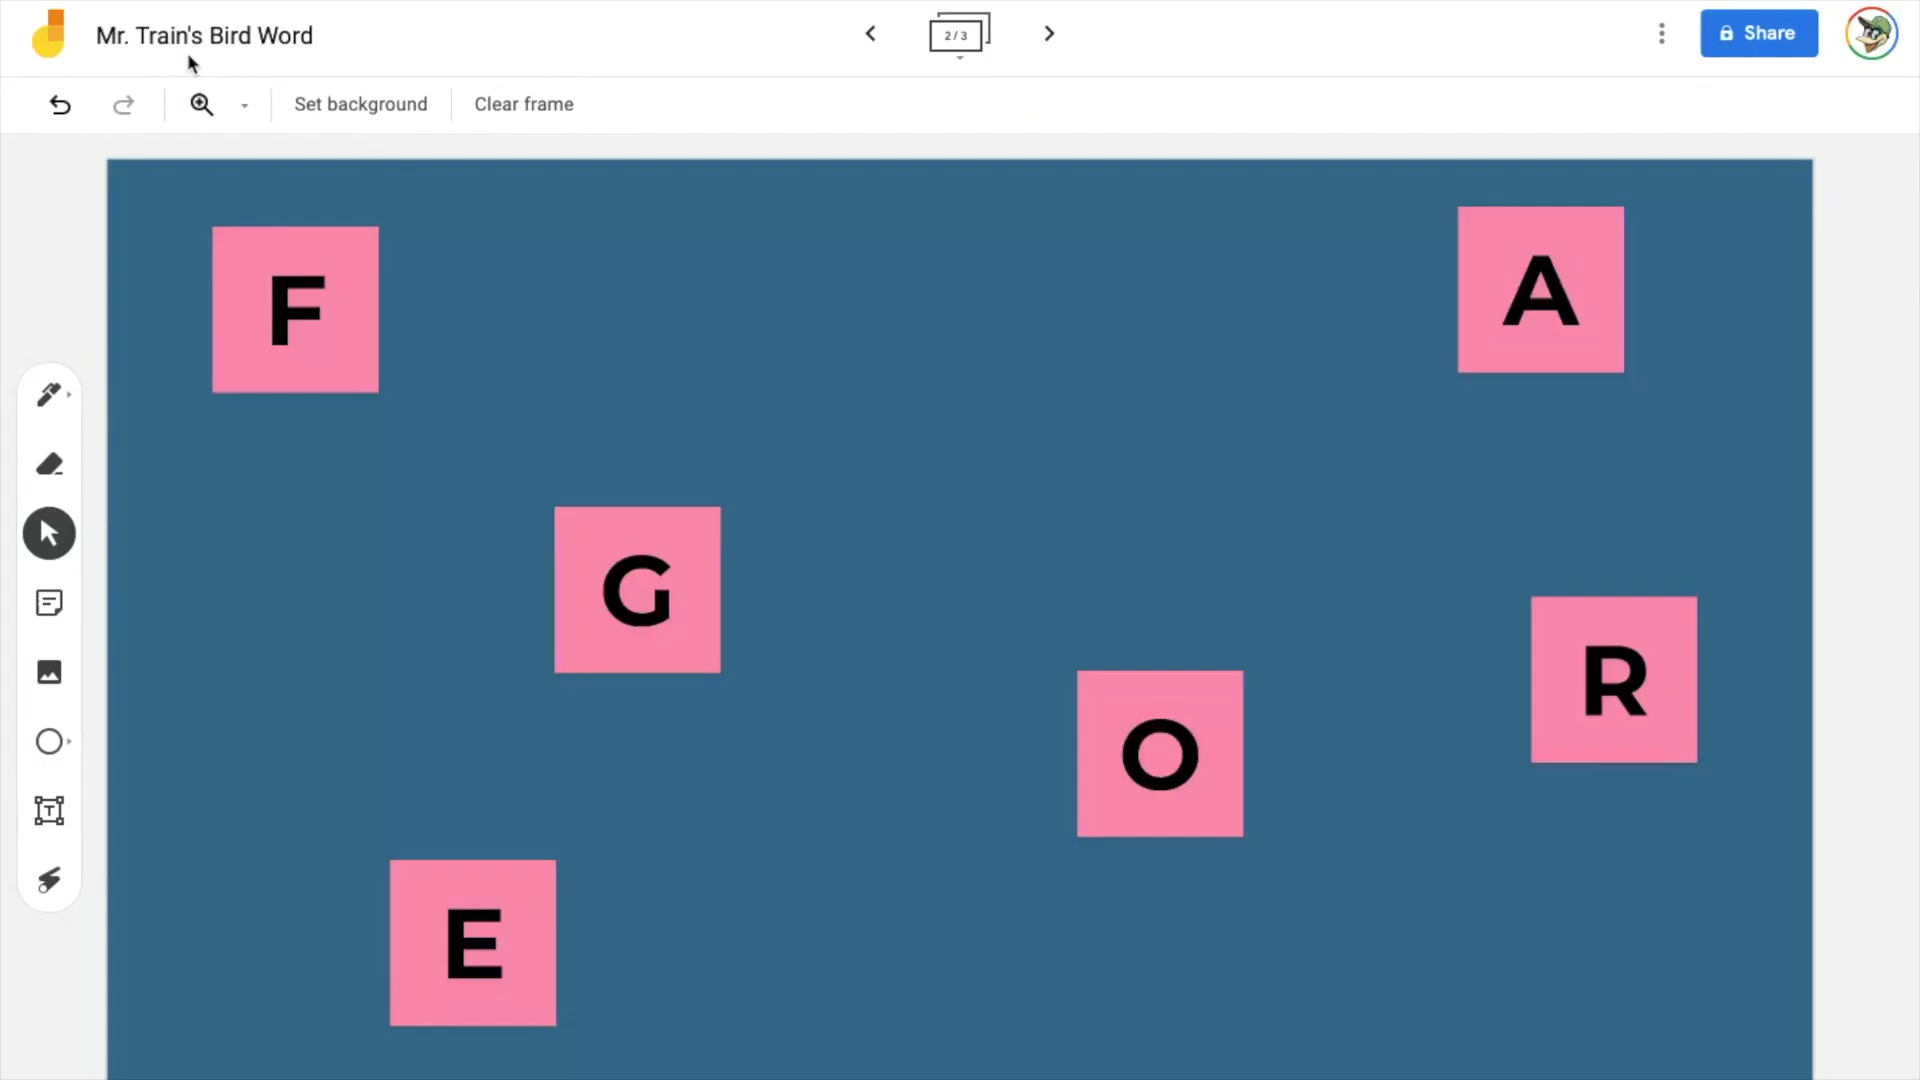 Mr. Train's Bird Word
2/3
Share
Set background
Clear frame
F
A
G
R
O
E